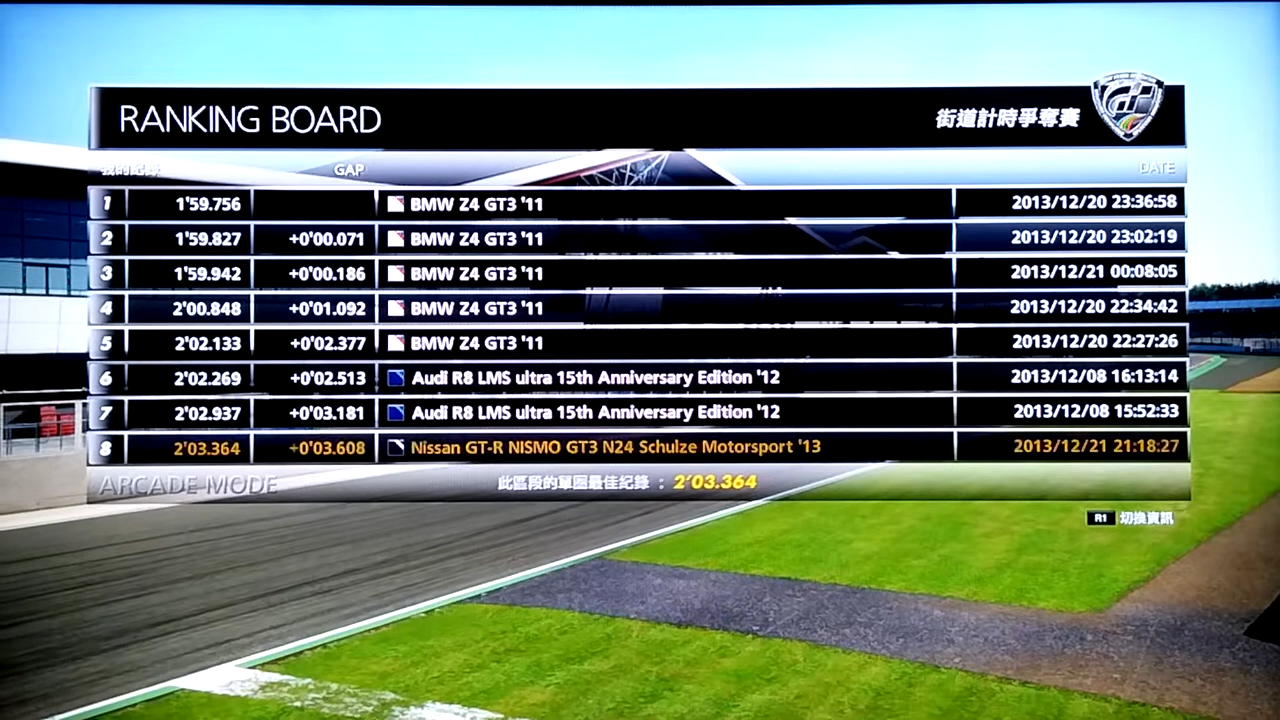 RANKING BOARD 街道計時爭奪賽
我的紀錄 GAP DATE
1 1'59.756 BMW Z4 GT3 '11 2013/12/20 23:36:58
2 1'59.827 +0'00.071 BMW Z4 GT3 '11 2013/12/20 23:02:19
3 1'59.942 +0'00.186 BMW Z4 GT3 '11 2013/12/21 00:08:05
4 2'00.848 +0'01.092 BMW Z4 GT3 '11 2013/12/20 22:34:42
5 2'02.133 +0'02.377 BMW Z4 GT3 '11 2013/12/20 22:27:26
6 2'02.269 +0'02.513 Audi R8 LMS ultra 15th Anniversary Edition '12 2013/12/08 16:13:14
7 2'02.937 +0'03.181 Audi R8 LMS ultra 15th Anniversary Edition '12 2013/12/08 15:52:33
8 2'03.364 +0'03.608 Nissan GT-R NISMO GT3 N24 Schulze Motorsport '13 2013/12/21 21:18:27
ARCADE MODE 此區段的單圈最佳紀錄 : 2'03.364
R1 切換資訊